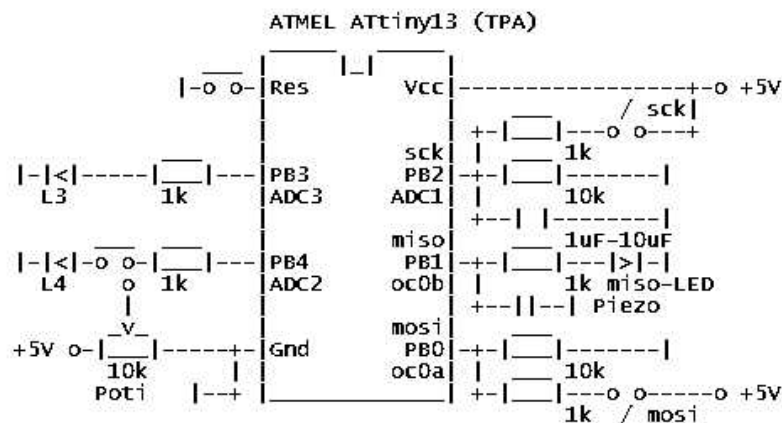 ATMEL ATtiny13 (TPA)
Res Vcc +5V
/ sck
sck 1k
PB3 PB2
L3 1k ADC3 ADC1 10k
miso 1uF-10uF
PB4 PB1
L4 1k ADC2 oc0b 1k miso-LED
Piezo
_v_ mosi
+5V Gnd PB0
10k oc0a 10k
Poti +5V
1k / mosi